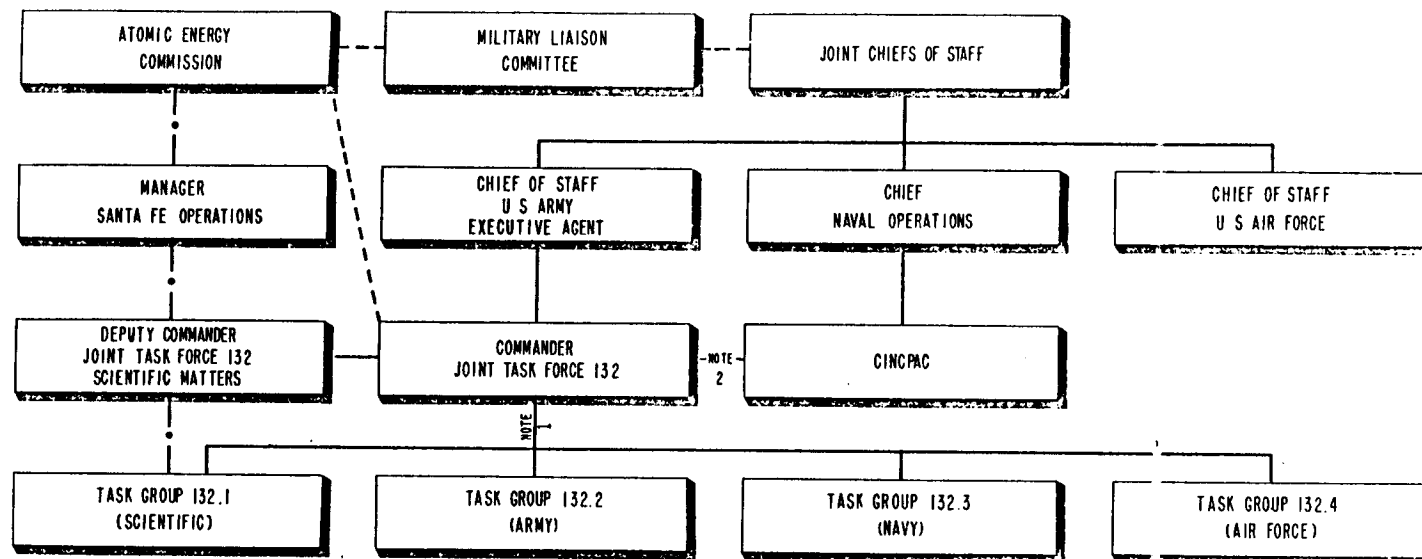 ATOMIC ENERGY
COMMISSION
MILITARY LIAISON
COMMITTEE
JOINT CHIEFS OF STAFF
MANAGER
SANTA FE OPERATIONS
CHIEF OF STAFF
U S ARMY
EXECUTIVE AGENT
CHIEF
NAVAL OPERATIONS
CHIEF OF STAFF
U S AIR FORCE
DEPUTY COMMANDER
JOINT TASK FORCE 132
SCIENTIFIC MATTERS
COMMANDER
JOINT TASK FORCE 132
NOTE
2
CINCPAC
NOTE
1
TASK GROUP 132.1
(SCIENTIFIC)
TASK GROUP 132.2
(ARMY)
TASK GROUP 132.3
(NAVY)
TASK GROUP 132.4
(AIR FORCE)